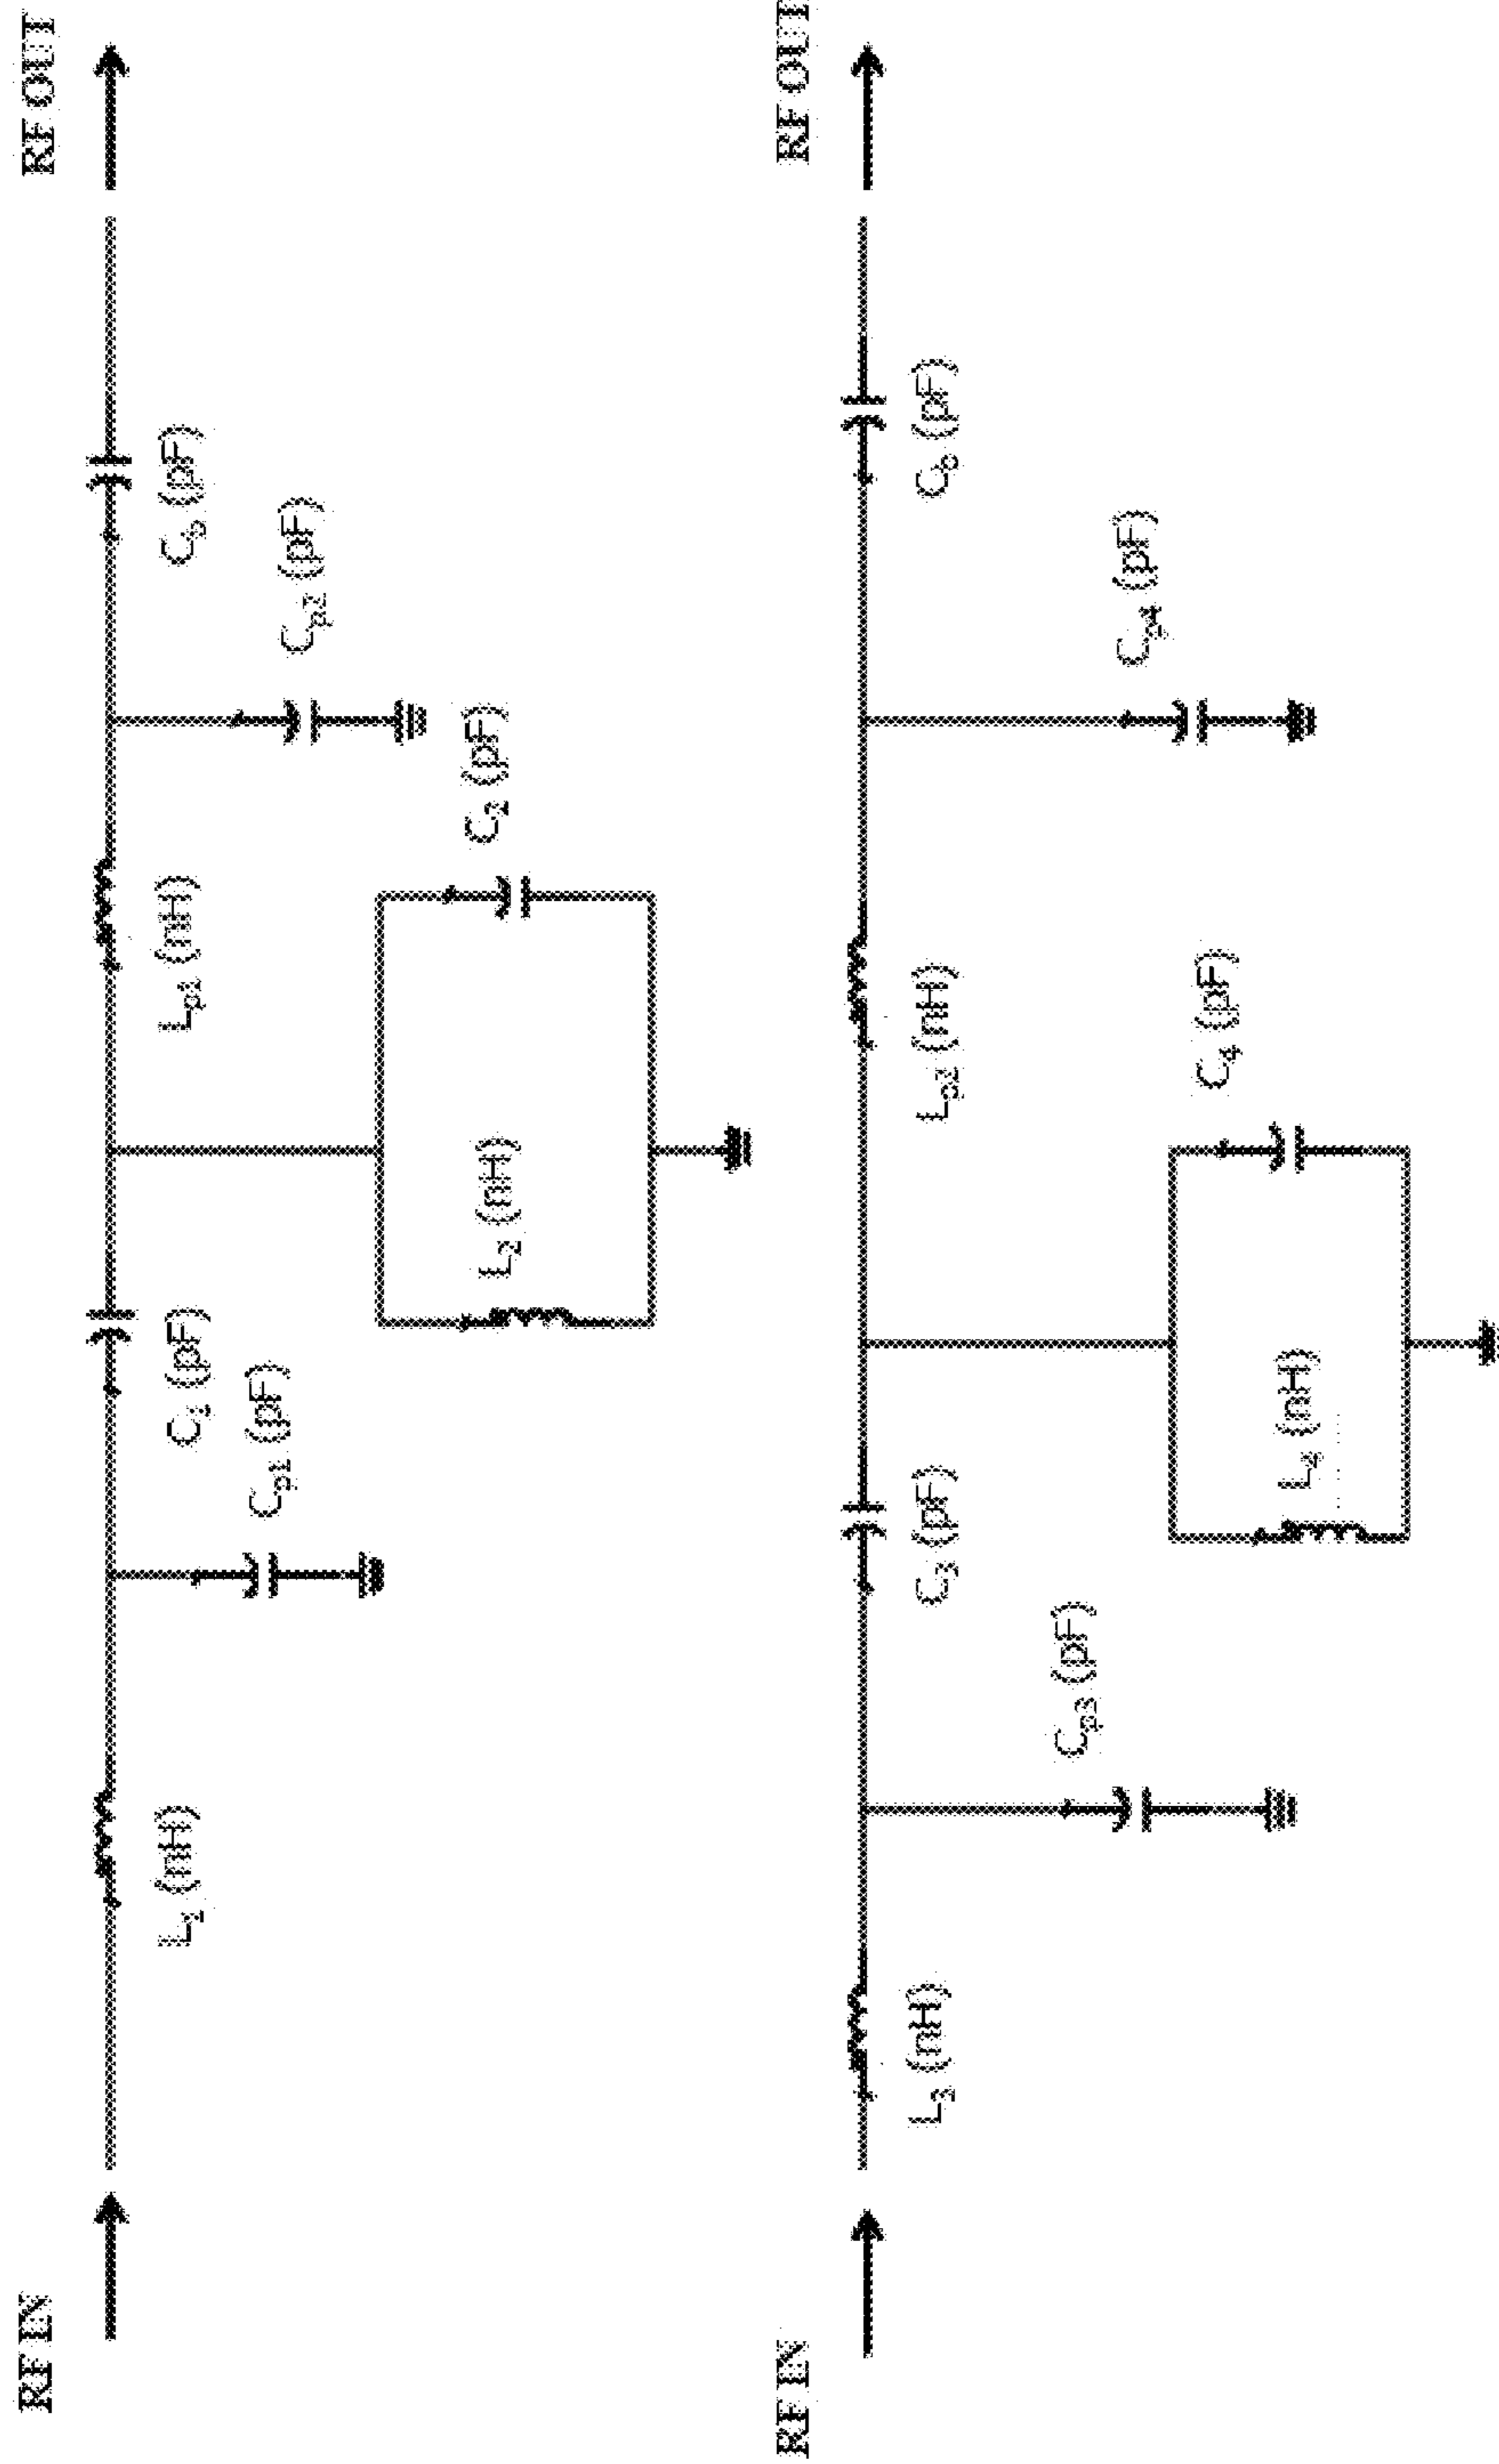 RF IN
L₁ (nH)
Cₚ₁ (pF)
C₁ (pF)
L₂ (nH)
C₂ (pF)
Lₚ₁ (nH)
Cₚ₂ (pF)
C_b (pF)
RF OUT
RF IN
L₃ (nH)
Cₚ₃ (pF)
C₃ (pF)
L₄ (nH)
C₄ (pF)
Lₚ₂ (nH)
Cₚ₄ (pF)
C_b (pF)
RF OUT